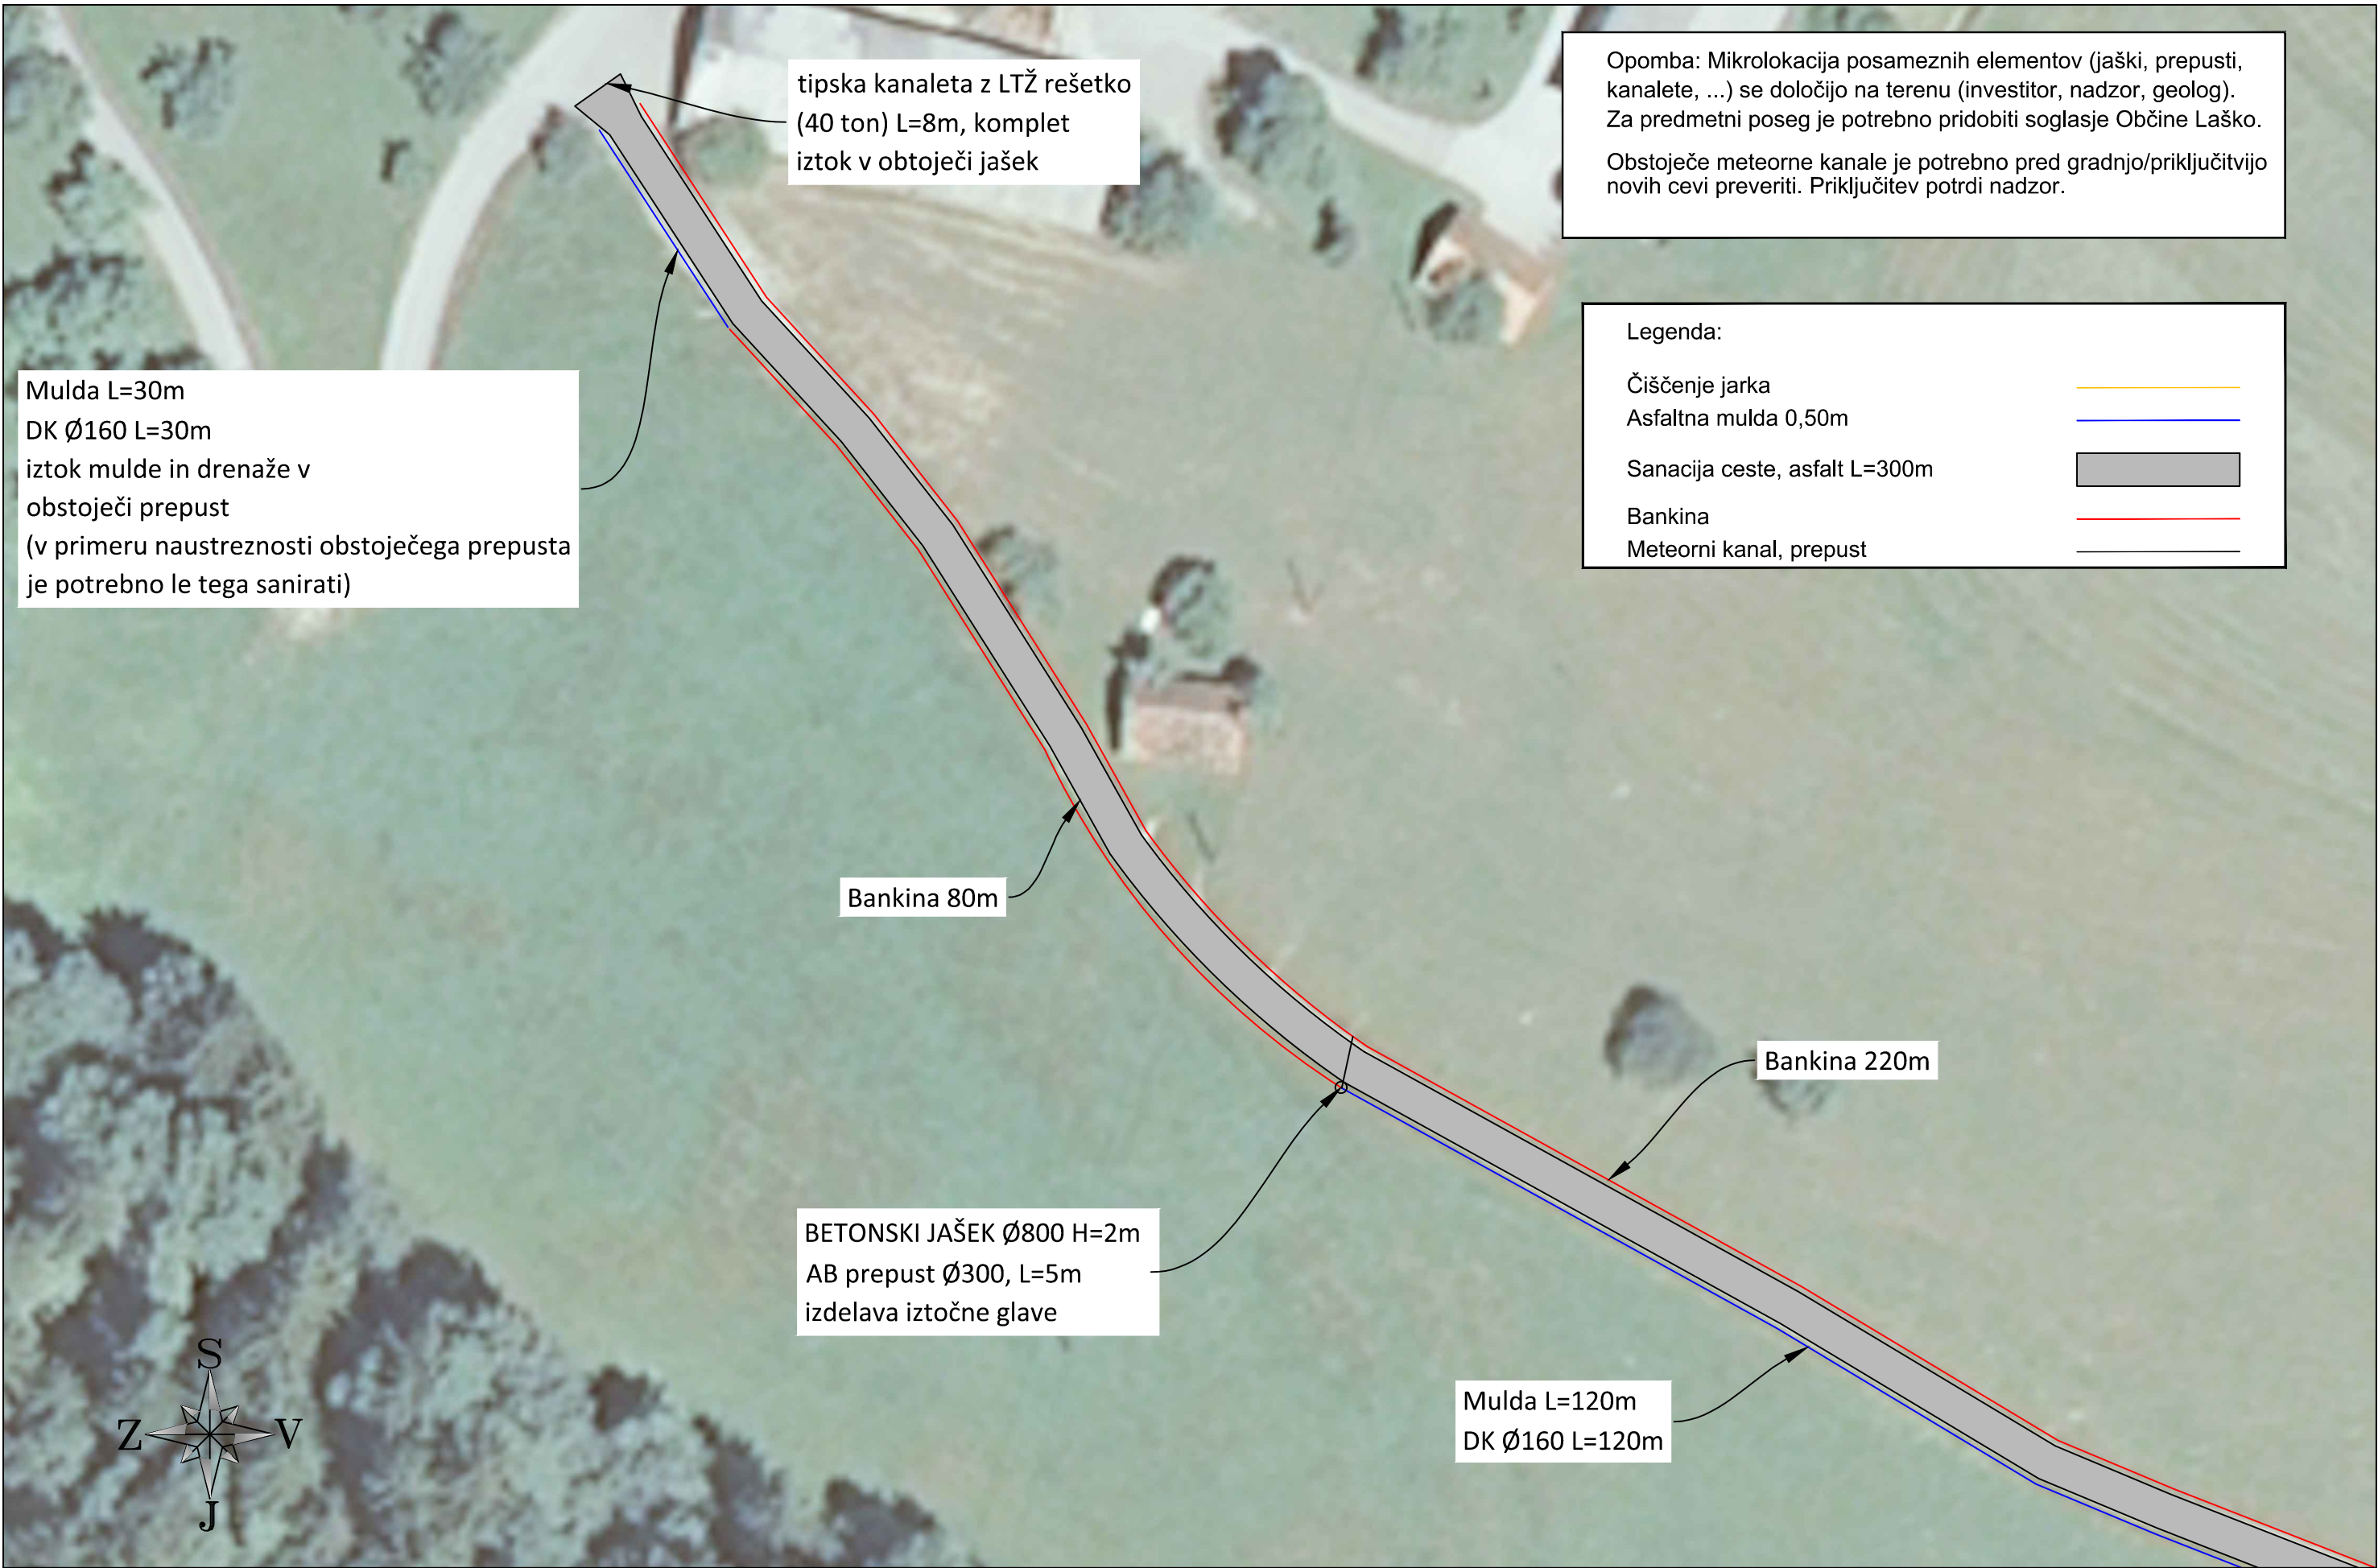 tipska kanaleta z LTŽ rešetko
(40 ton) L=8m, komplet
iztok v obtoječi jašek
Opomba: Mikrolokacija posameznih elementov (jaški, prepusti,
kanalete, ...) se določijo na terenu (investitor, nadzor, geolog).
Za predmetni poseg je potrebno pridobiti soglasje Občine Laško.
Obstoječe meteorne kanale je potrebno pred gradnjo/priključitvijo
novih cevi preveriti. Priključitev potrdi nadzor.
Legenda:
Čiščenje jarka
Asfaltna mulda 0,50m
Sanacija ceste, asfalt L=300m
Bankina
Meteorni kanal, prepust
Mulda L=30m
DK Ø160 L=30m
iztok mulde in drenaže v
obstoječi prepust
(v primeru naustreznosti obstoječega prepusta
je potrebno le tega sanirati)
Bankina 80m
Bankina 220m
BETONSKI JAŠEK Ø800 H=2m
AB prepust Ø300, L=5m
izdelava iztočne glave
Mulda L=120m
DK Ø160 L=120m
S
Z V
J